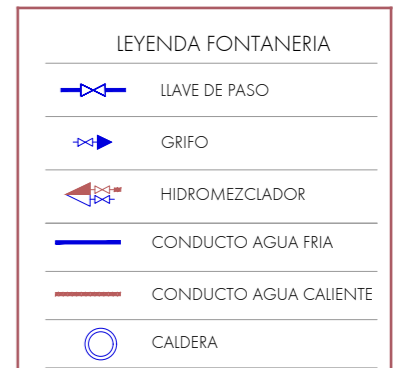 LEYENDA FONTANERIA
LLAVE DE PASO
GRIFO
HIDROMEZCLADOR
CONDUCTO AGUA FRIA
CONDUCTO AGUA CALIENTE
CALDERA